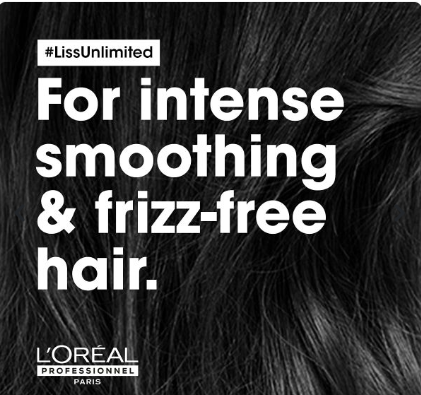 #LissUnlimited
For intense
smoothing
& frizz-free
hair.
L'ORÉAL
PROFESSIONNEL
PARIS